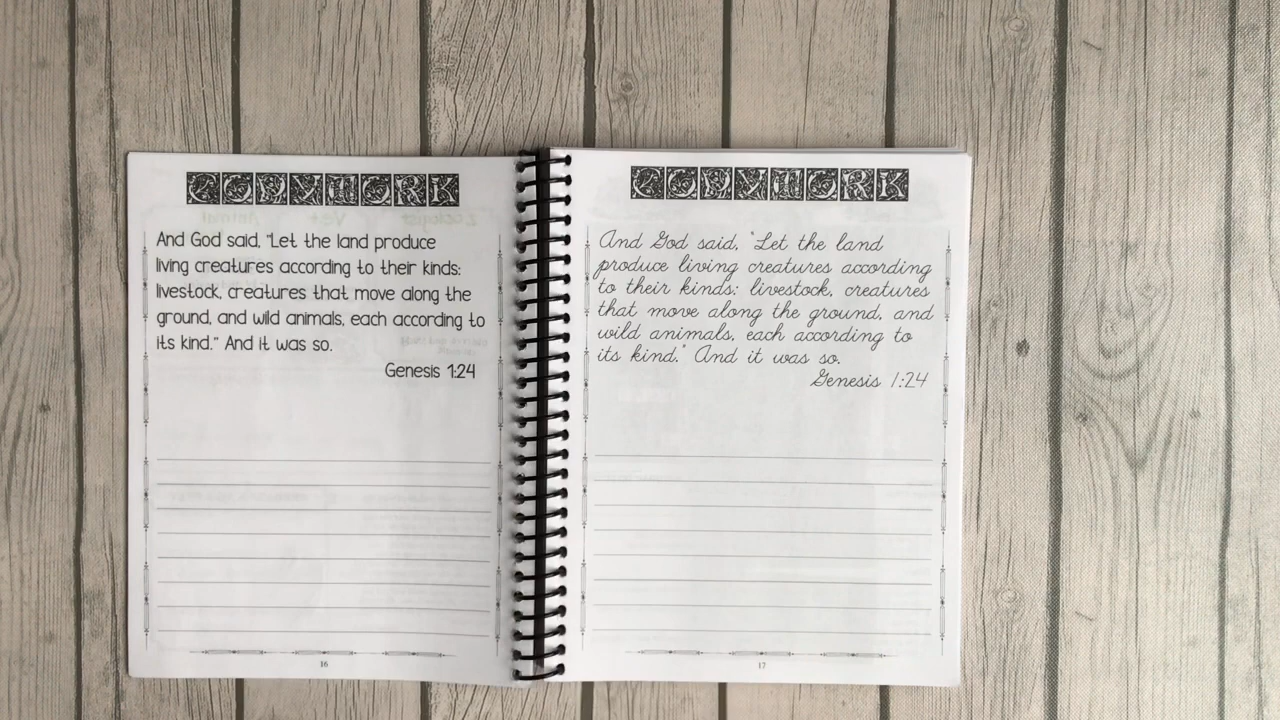 COPYWORK
And God said, "Let the land produce
living creatures according to their kinds:
livestock, creatures that move along the
ground, and wild animals, each according to
its kind." And it was so.
Genesis 1:24
16
COPYWORK
And God said, "Let the land
produce living creatures according
to their kinds: livestock, creatures
that move along the ground, and
wild animals, each according to
its kind." And it was so.
Genesis 1:24
17